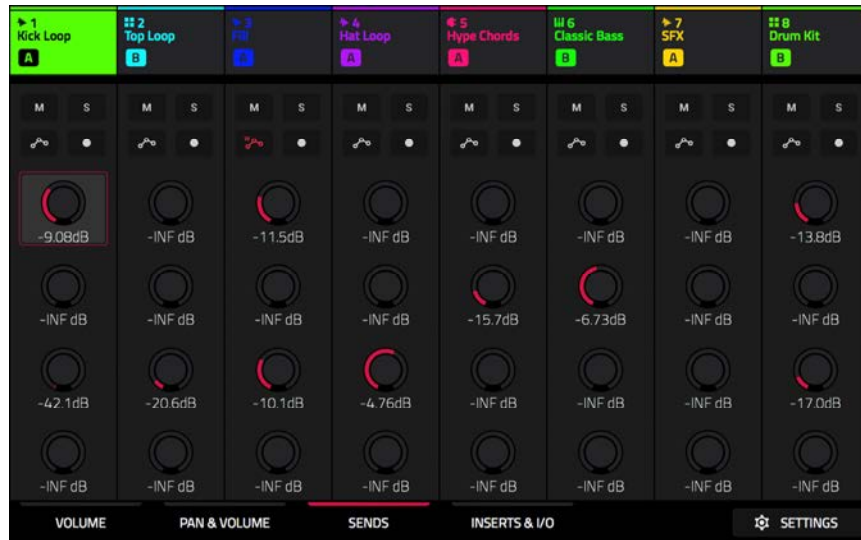 1 2 3 4 5 6 7 8
Kick Loop Top Loop Fill Hat Loop Hype Chords Classic Bass SFX Drum Kit
A B A A A B A B
M S M S M S M S M S M S M S M S
-9.08dB -INF dB -11.5dB -INF dB -INF dB -INF dB -INF dB -13.8dB
-INF dB -INF dB -INF dB -INF dB -15.7dB -6.73dB -INF dB -INF dB
-42.1dB -20.6dB -10.1dB -4.76dB -INF dB -INF dB -INF dB -17.0dB
-INF dB -INF dB -INF dB -INF dB -INF dB -INF dB -INF dB -INF dB
VOLUME PAN & VOLUME SENDS INSERTS & I/O SETTINGS